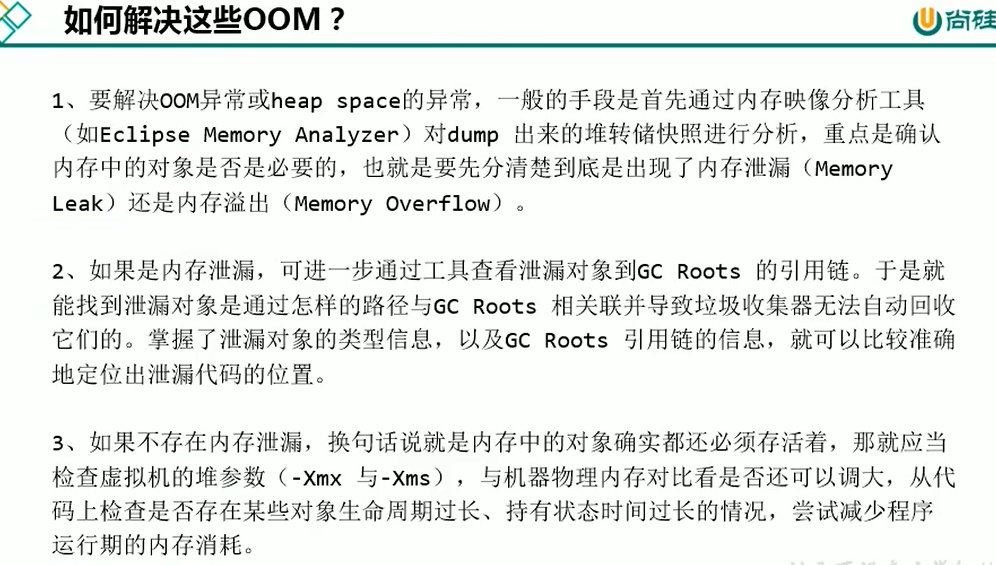 如何解决这些OOM？
尚硅
1、要解决OOM异常或heap space的异常，一般的手段是首先通过内存映像分析工具
（如Eclipse Memory Analyzer）对dump 出来的堆转储快照进行分析，重点是确认
内存中的对象是否是必要的，也就是要先分清楚到底是出现了内存泄漏（Memory
Leak）还是内存溢出（Memory Overflow）。
2、如果是内存泄漏，可进一步通过工具查看泄漏对象到GC Roots 的引用链。于是就
能找到泄漏对象是通过怎样的路径与GC Roots 相关联并导致垃圾收集器无法自动回收
它们的。掌握了泄漏对象的类型信息，以及GC Roots 引用链的信息，就可以比较准确
地定位出泄漏代码的位置。
3、如果不存在内存泄漏，换句话说就是内存中的对象确实都还必须存活着，那就应当
检查虚拟机的堆参数（-Xmx 与-Xms），与机器物理内存对比看是否还可以调大，从代
码上检查是否存在某些对象生命周期过长、持有状态时间过长的情况，尝试减少程序
运行期的内存消耗。